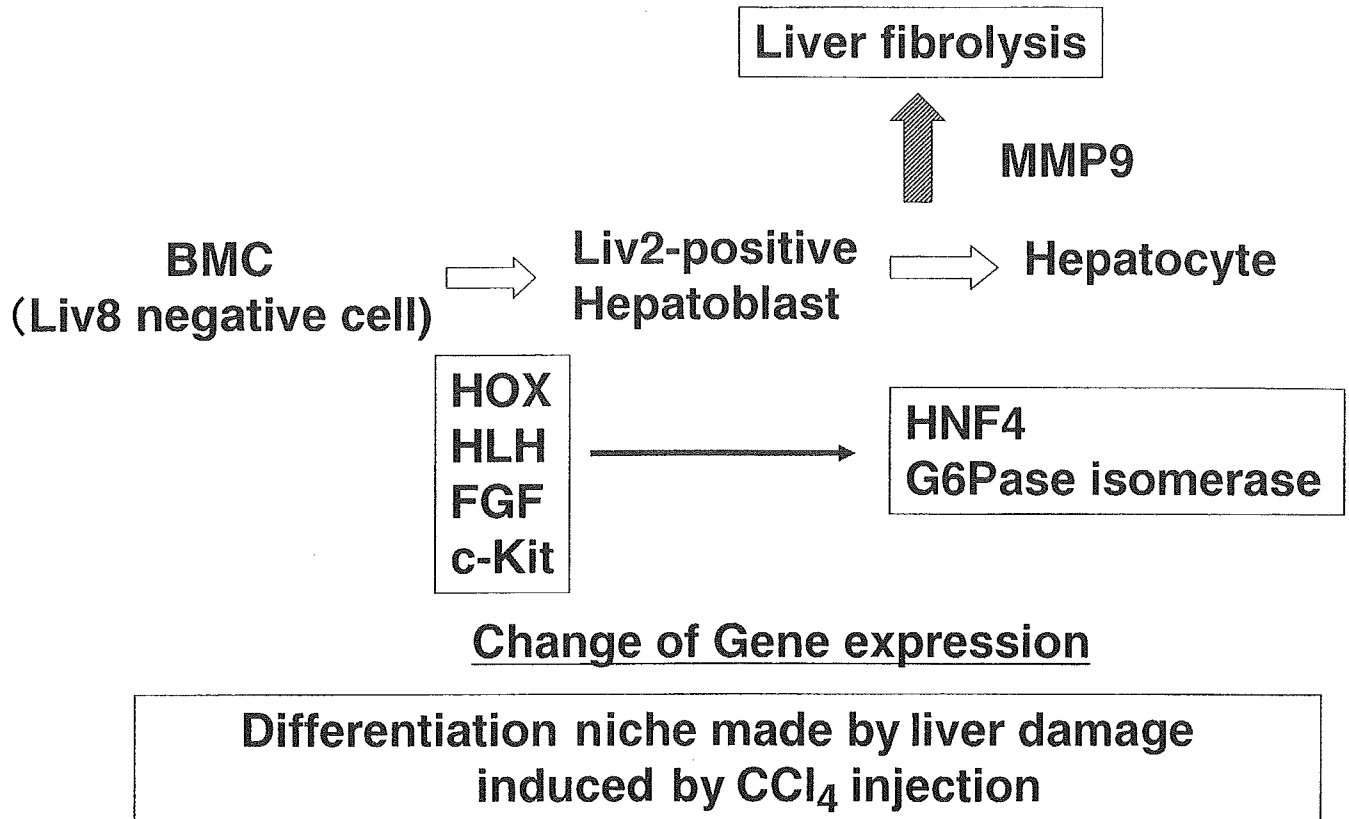 Liver fibrolysis
MMP9
BMC
(Liv8 negative cell)
Liv2-positive
Hepatoblast
Hepatocyte
HOX
HLH
FGF
c-Kit
HNF4
G6Pase isomerase
Change of Gene expression
Differentiation niche made by liver damage
induced by CCl₄ injection